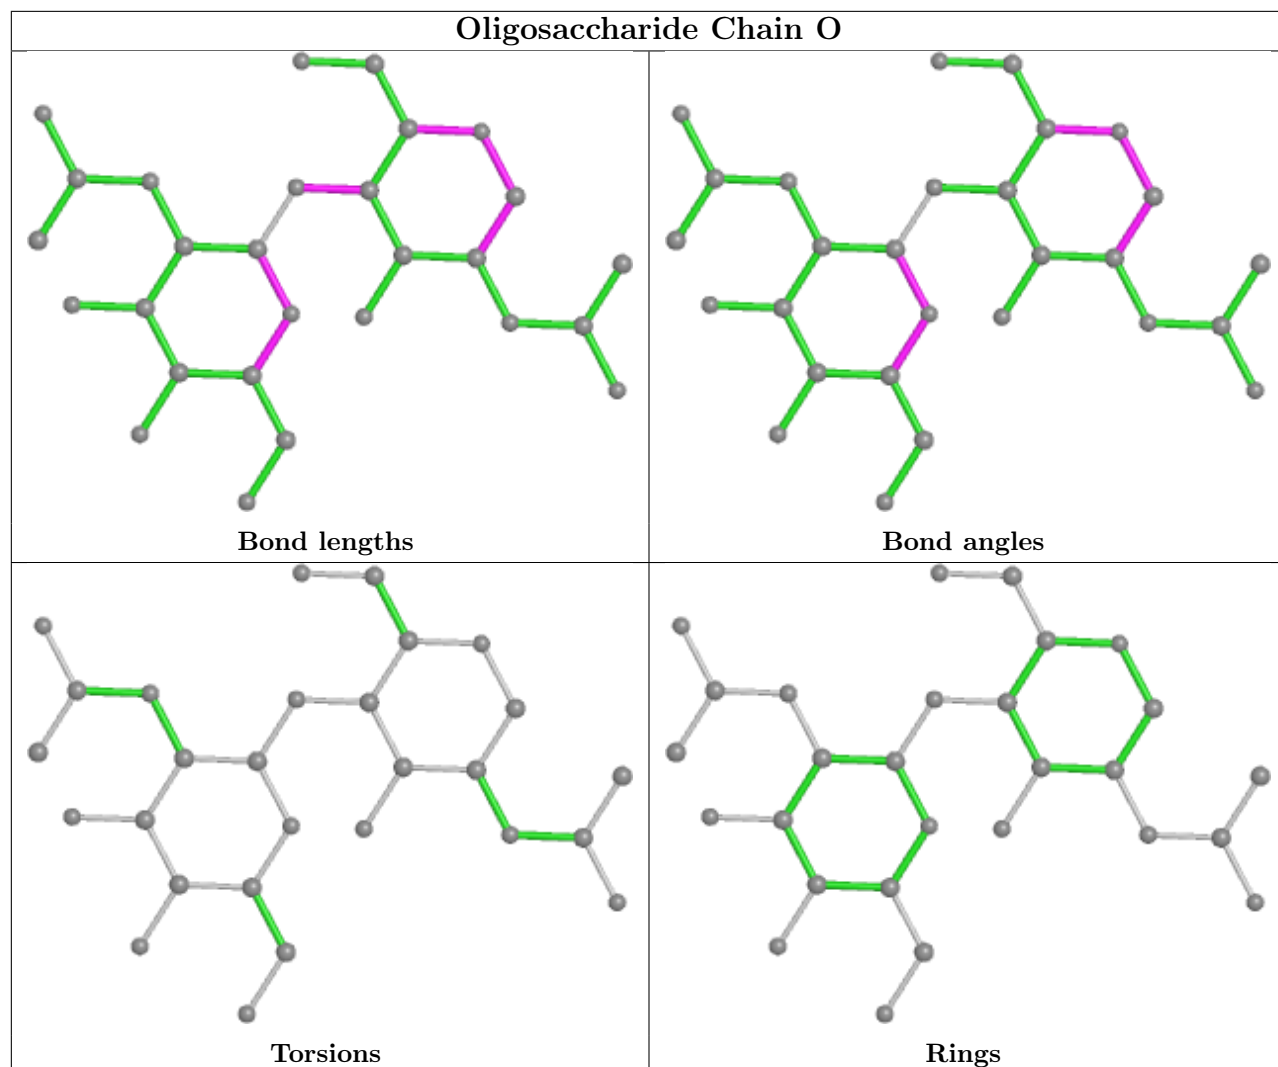 Oligosaccharide Chain O
Bond lengths
Bond angles
Torsions
Rings